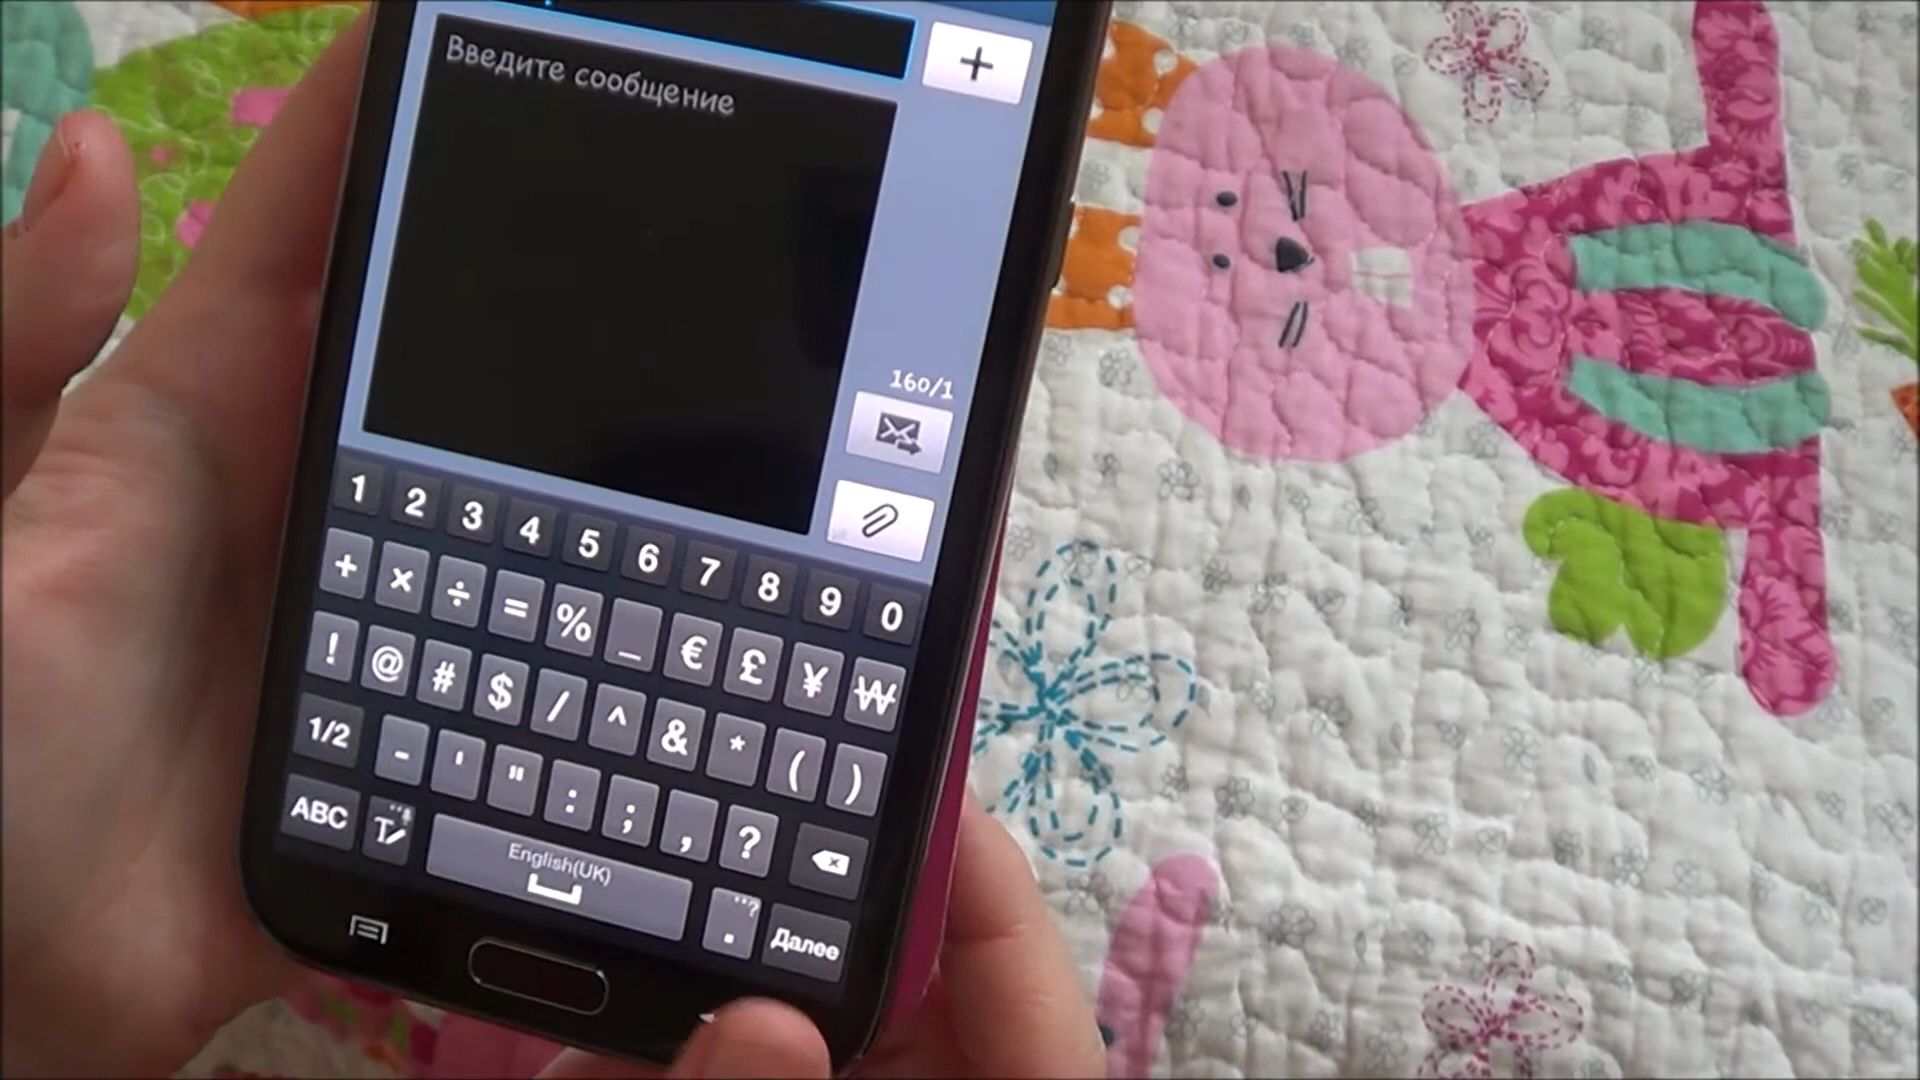 Введите сообщение
160/1
1 2 3 4 5 6 7 8 9 0
+ × ÷ = % _ € £ ¥ ₩
! @ # $ / ^ & * ( )
1/2 - ' " : ; , ?
ABC T English(UK) . Далее